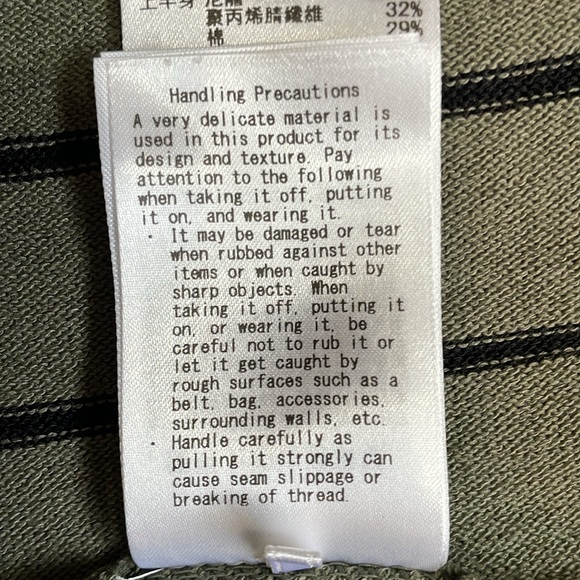 上半身
聚丙烯腈纖維 32%
棉 29%
Handling Precautions
A very delicate material is
used in this product for its
design and texture. Pay
attention to the following
when taking it off, putting
it on, and wearing it.
・ It may be damaged or tear
when rubbed against other
items or when caught by
sharp objects. When
taking it off, putting it
on, or wearing it, be
careful not to rub it or
let it get caught by
rough surfaces such as a
belt, bag, accessories,
surrounding walls, etc.
・ Handle carefully as
pulling it strongly can
cause seam slippage or
breaking of thread.